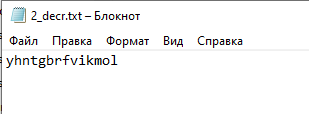 2_decr.txt – Блокнот
Файл Правка Формат Вид Справка
yhntgbrfvikmol